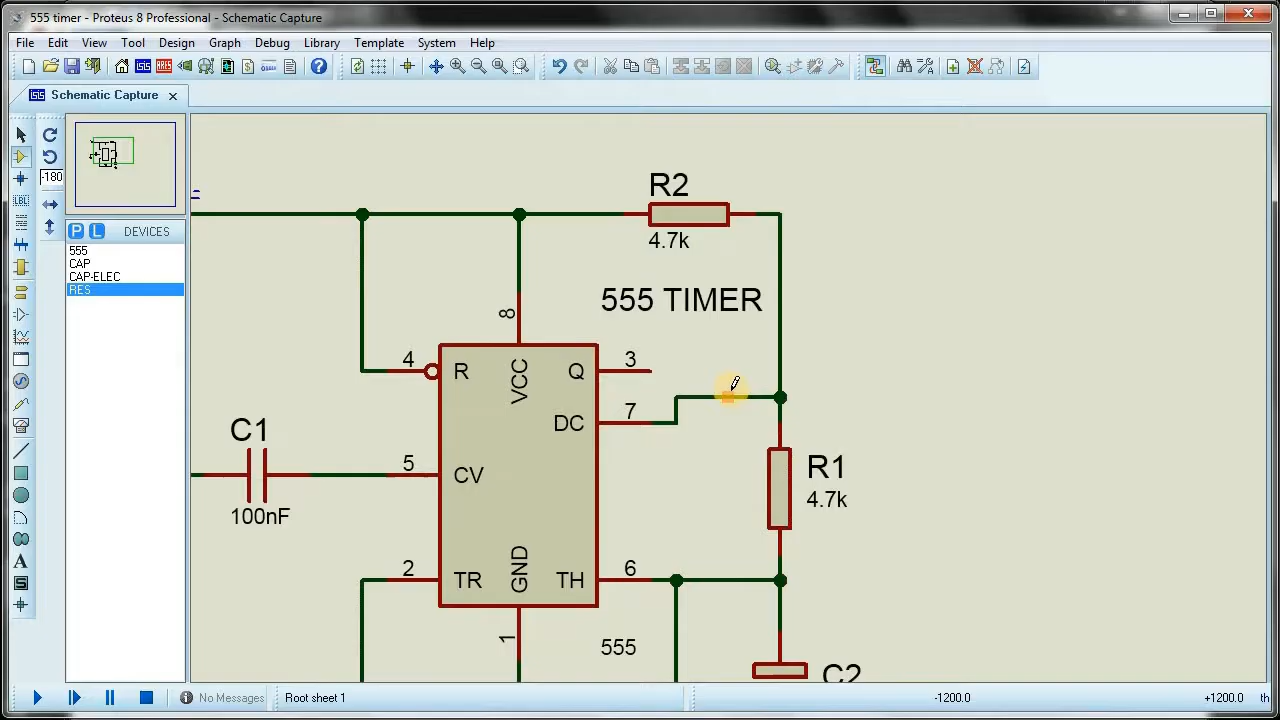 555 timer - Proteus 8 Professional - Schematic Capture
File Edit View Tool Design Graph Debug Library Template System Help
Schematic Capture
-180
LBL
P L DEVICES
555
CAP
CAP-ELEC
RES
R2
4.7k
555 TIMER
8
4 R VCC Q 3
DC 7
C1
100nF
5 CV
R1
4.7k
2 TR GND TH 6
1
555
C2
No Messages Root sheet 1 -1200.0 +1200.0 th